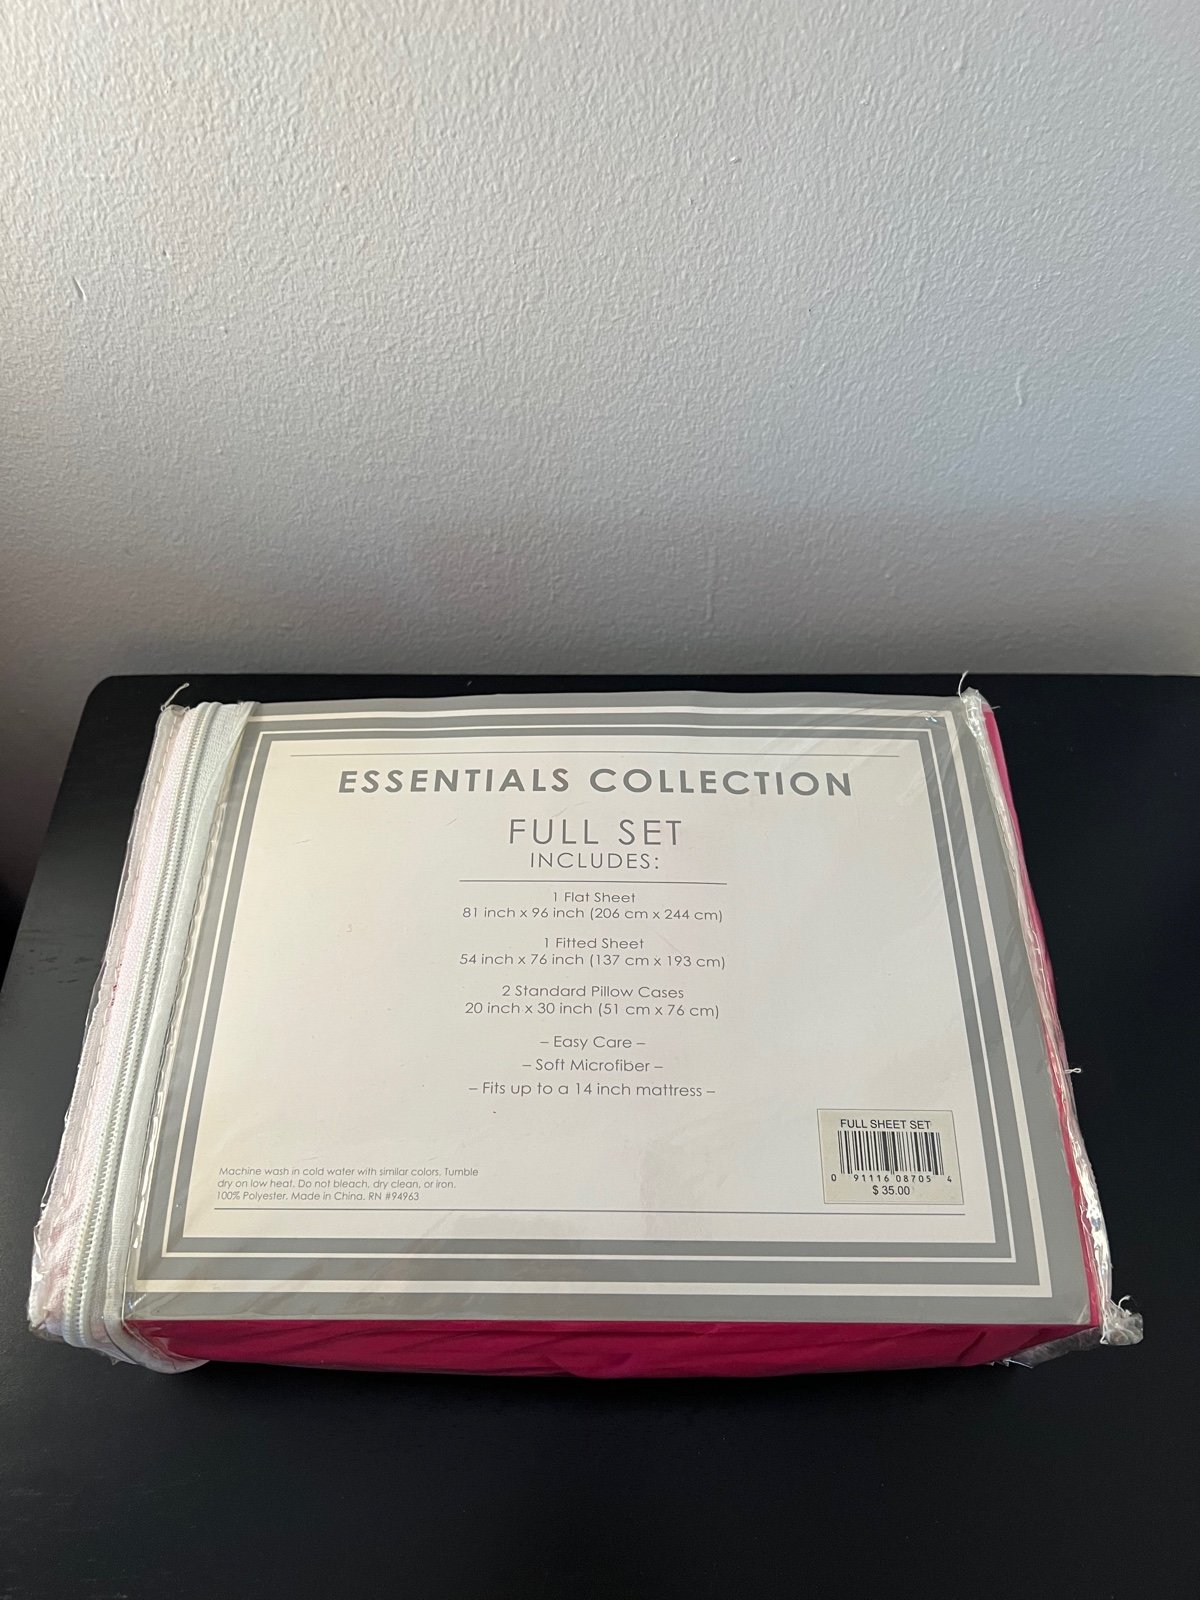 ESSENTIALS COLLECTION
FULL SET
INCLUDES:
1 Flat Sheet
81 inch x 96 inch (206 cm x 244 cm)
1 Fitted Sheet
54 inch x 76 inch (137 cm x 193 cm)
2 Standard Pillow Cases
20 inch x 30 inch (51 cm x 76 cm)
– Easy Care –
– Soft Microfiber –
– Fits up to a 14 inch mattress –
Machine wash in cold water with similar colors. Tumble
dry on low heat. Do not bleach, dry clean, or iron.
100% Polyester. Made in China. RN #94963
FULL SHEET SET
0 91116 08705 4
$ 35.00